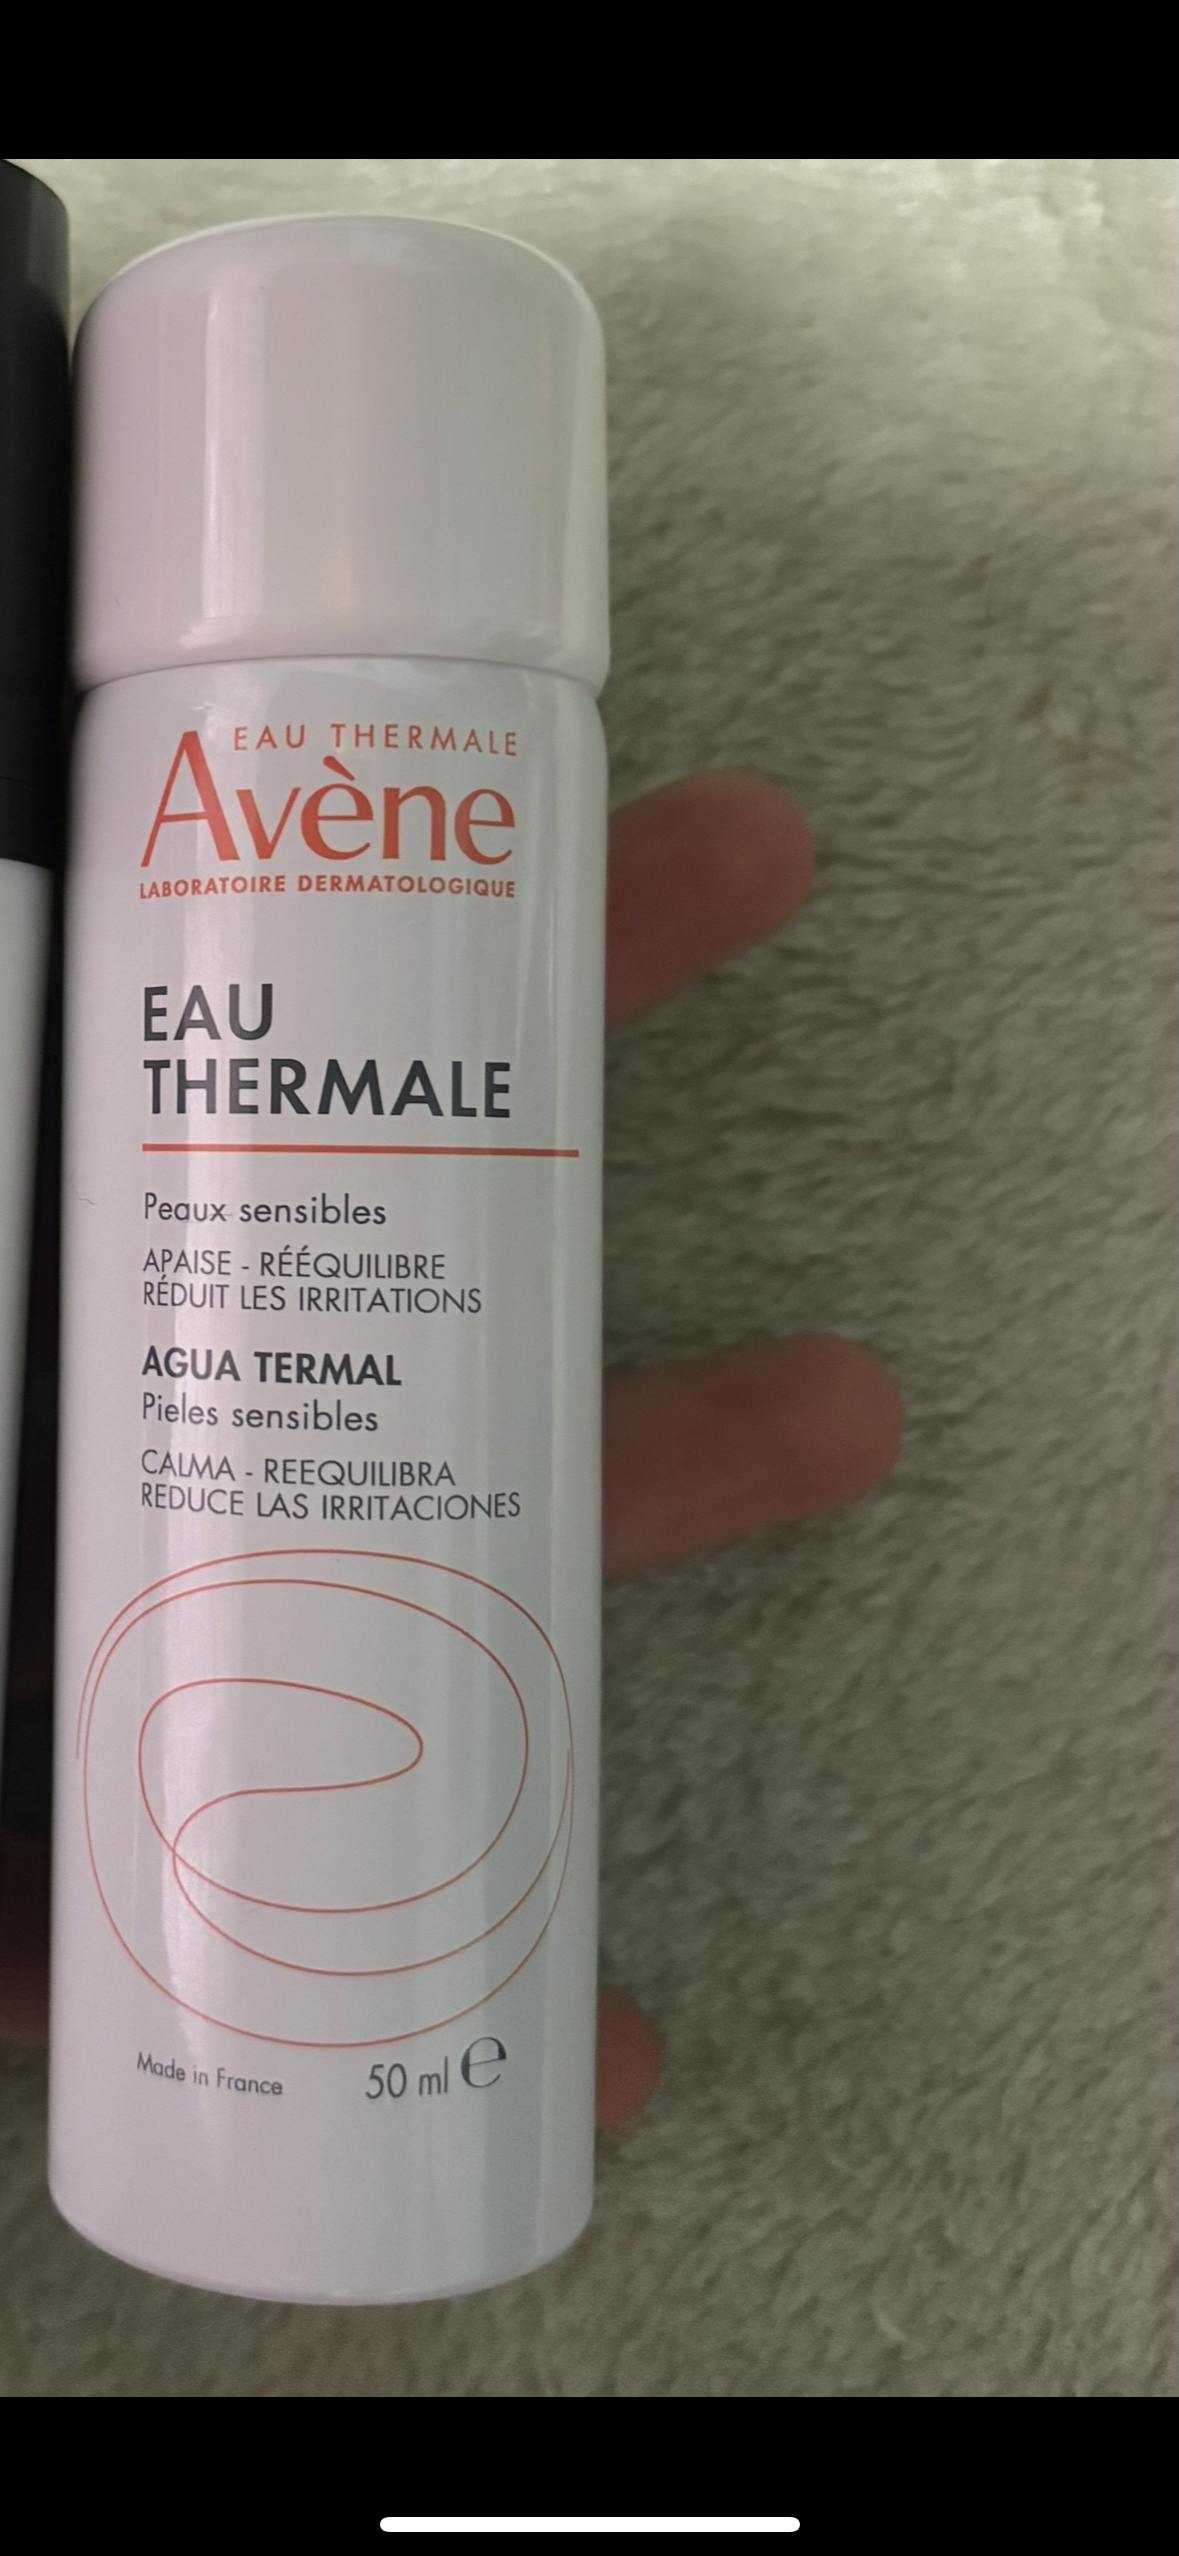 EAU THERMALE
Avène
LABORATOIRE DERMATOLOGIQUE
EAU
THERMALE
Peaux sensibles
APAISE - RÉÉQUILIBRE
RÉDUIT LES IRRITATIONS
AGUA TERMAL
Pieles sensibles
CALMA - REEQUILIBRA
REDUCE LAS IRRITACIONES
Made in France
50 ml ℮